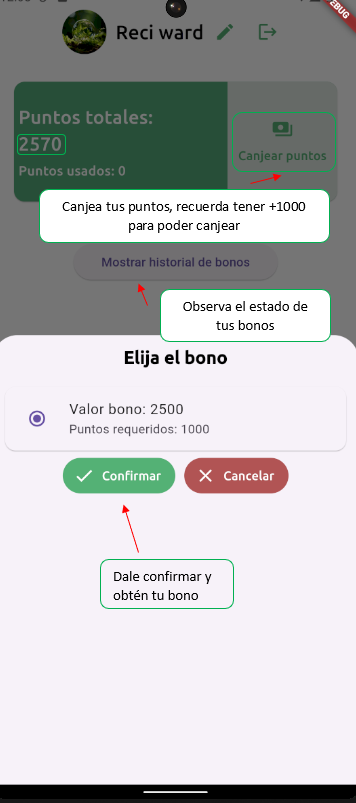 DEBUG
Reci ward
Puntos totales:
2570
Puntos usados: 0
Canjear puntos
Canjea tus puntos, recuerda tener +1000
para poder canjear
Mostrar historial de bonos
Observa el estado de
tus bonos
Elija el bono
Valor bono: 2500
Puntos requeridos: 1000
Confirmar
Cancelar
Dale confirmar y
obtén tu bono